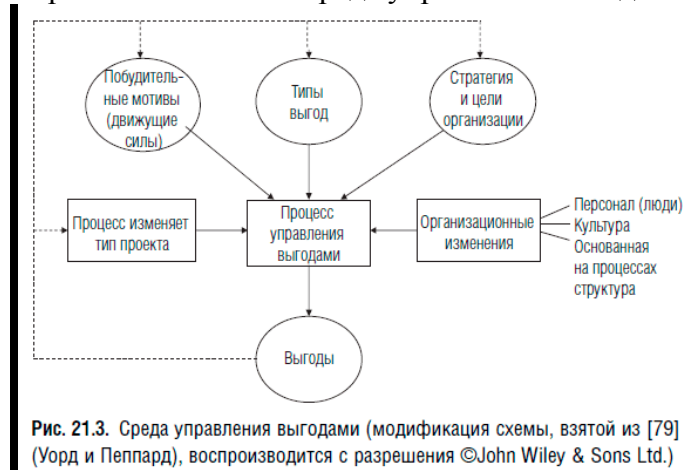 Побудитель-
ные мотивы
(движущие
силы)
Типы
выгод
Стратегия
и цели
организации
Процесс изменяет
тип проекта
Процесс
управления
выгодами
Организационные
изменения
Персонал (люди)
Культура
Основанная
на процессах
структура
Выгоды
Рис. 21.3. Среда управления выгодами (модификация схемы, взятой из [79]
(Уорд и Пеппард), воспроизводится с разрешения ©John Wiley & Sons Ltd.)